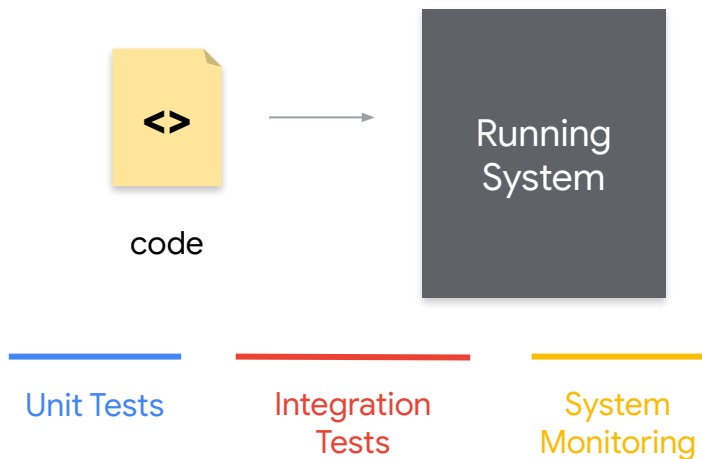 <>
code
Running
System
Unit Tests
Integration
Tests
System
Monitoring